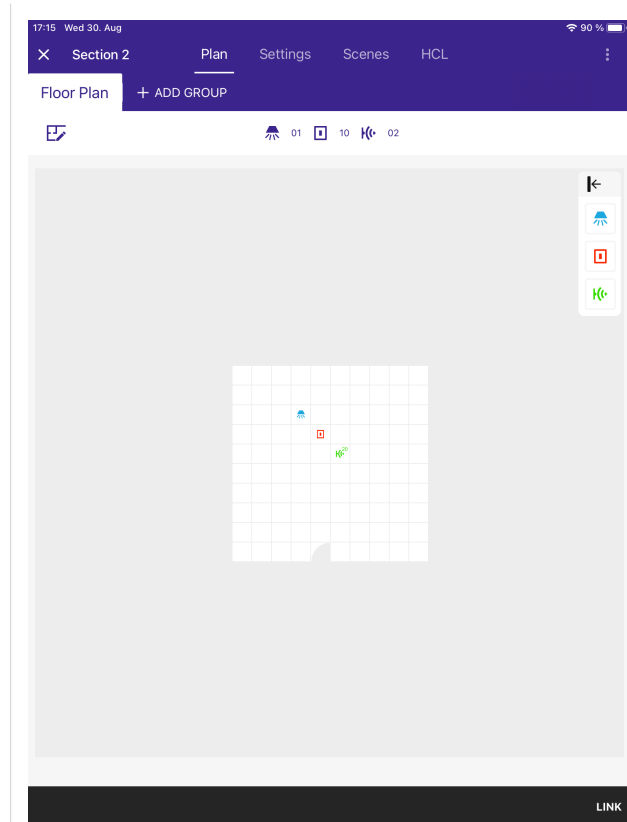 17:15 Wed 30. Aug 90 %
Section 2 Plan Settings Scenes HCL
Floor Plan + ADD GROUP
01 10 02
2D
LINK